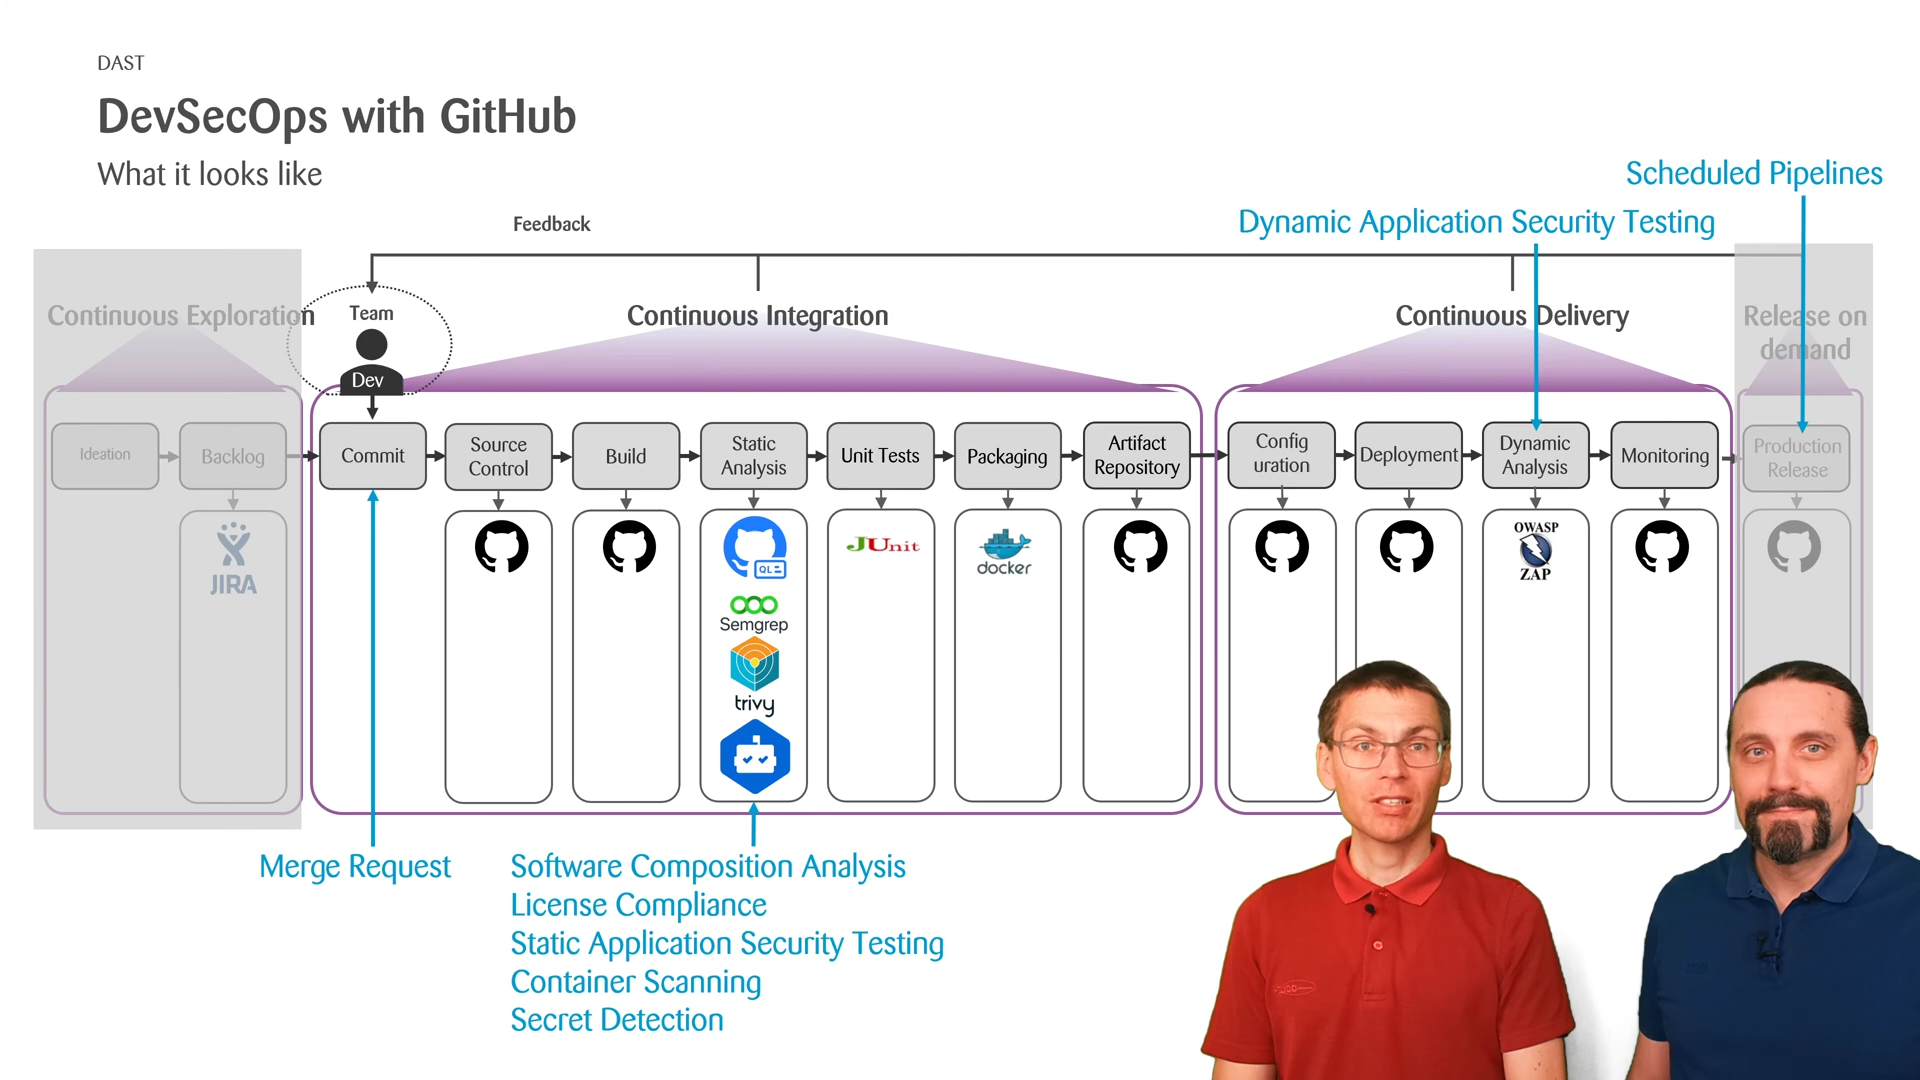 DAST
DevSecOps with GitHub
What it looks like
Scheduled Pipelines
Dynamic Application Security Testing
Feedback
Continuous Exploration
Team
Dev
Continuous Integration
Continuous Delivery
Release on
demand
Ideation
Backlog
Commit
Source
Control
Build
Static
Analysis
Unit Tests
Packaging
Artifact
Repository
Config
uration
Deployment
Dynamic
Analysis
Monitoring
Production
Release
JIRA
QL
Semgrep
trivy
JUnit
docker
OWASP
ZAP
Merge Request
Software Composition Analysis
License Compliance
Static Application Security Testing
Container Scanning
Secret Detection